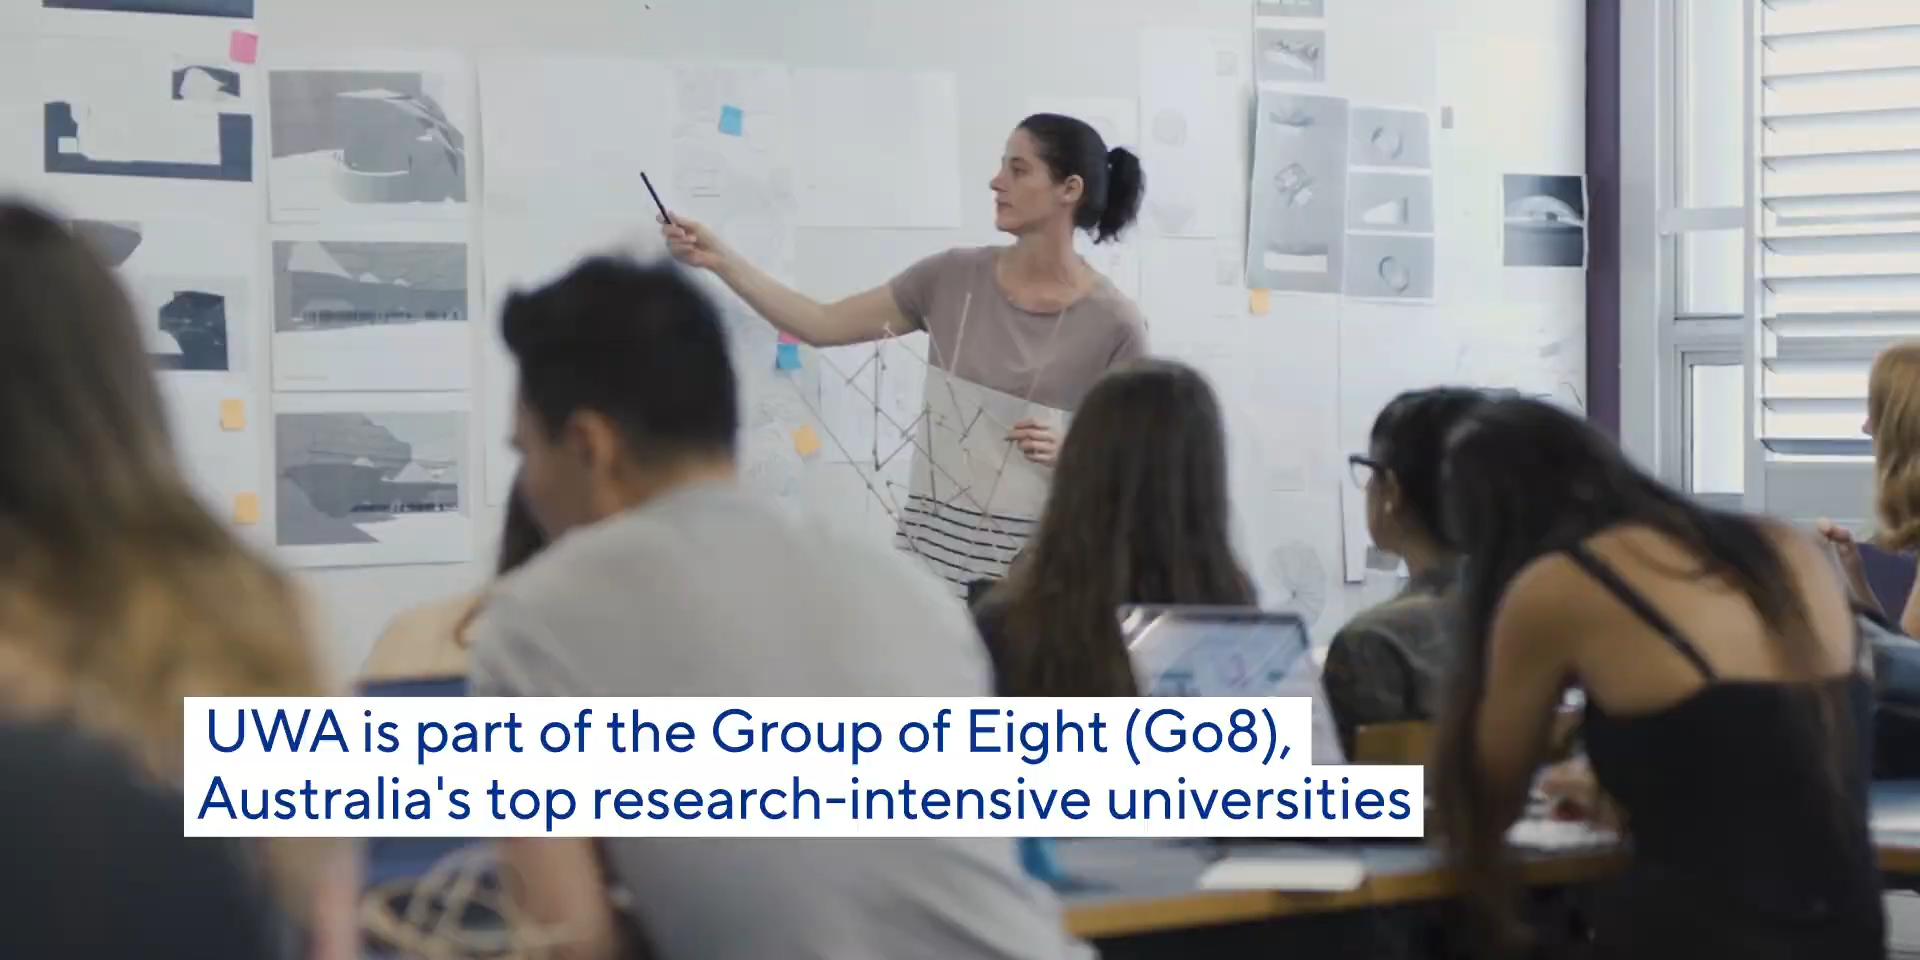 UWA is part of the Group of Eight (Go8),
Australia's top research-intensive universities